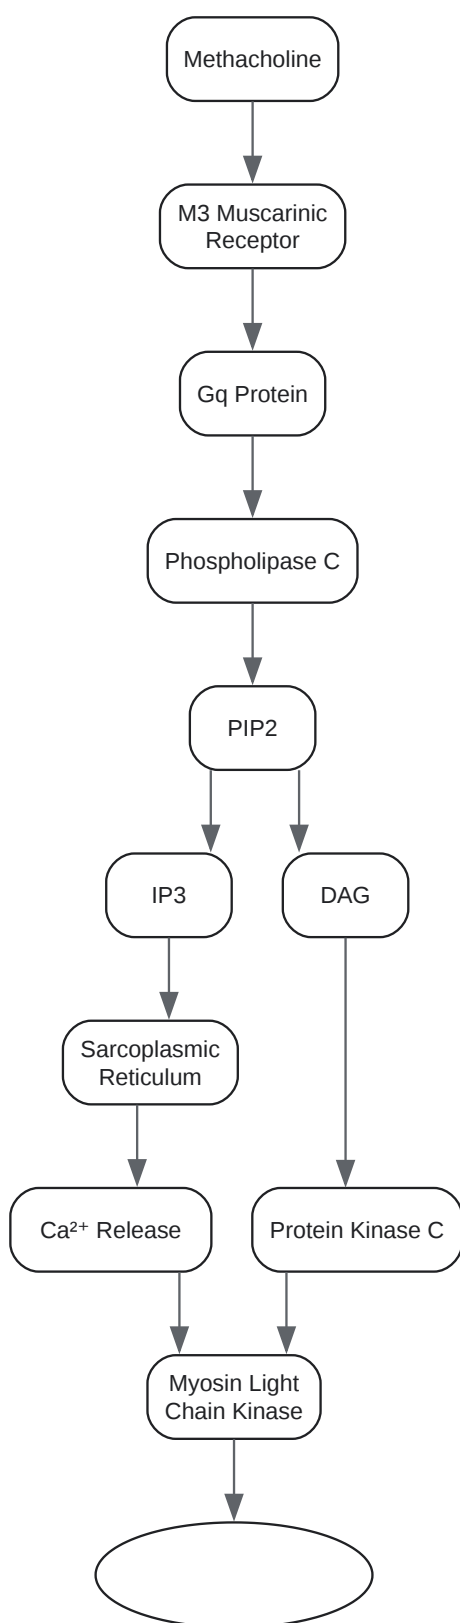 Methacholine
M3 Muscarinic
Receptor
Gq Protein
Phospholipase C
PIP2
IP3
DAG
Sarcoplasmic
Reticulum
Ca²⁺ Release
Protein Kinase C
Myosin Light
Chain Kinase